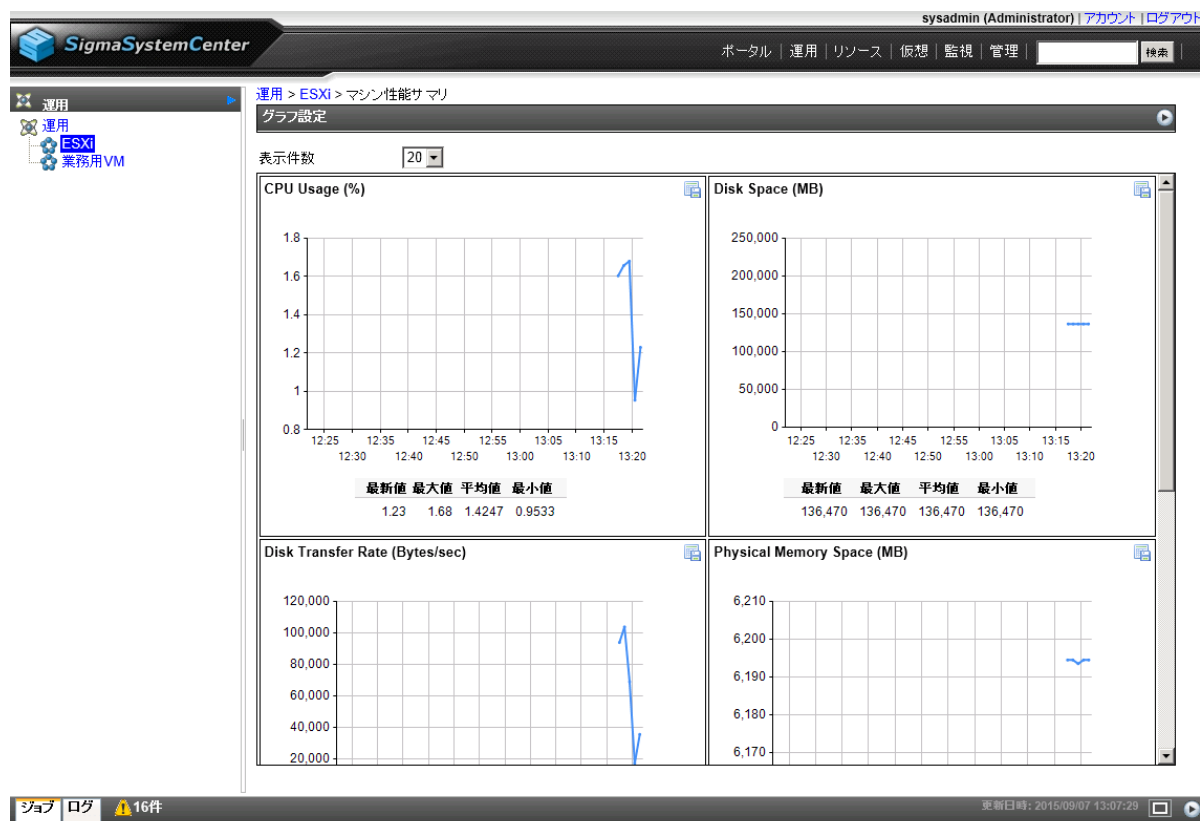 sysadmin (Administrator) | アカウント | ログアウト
SigmaSystemCenter
ポータル | 運用 | リソース | 仮想 | 監視 | 管理 | 検索 |
運用
運用
ESXi
業務用VM
運用 > ESXi > マシン性能サマリ
グラフ設定
表示件数 20
CPU Usage (%)
1.8
1.6
1.4
1.2
1
0.8
12:25 12:35 12:45 12:55 13:05 13:15
12:30 12:40 12:50 13:00 13:10 13:20
最新値 最大値 平均値 最小値
1.23 1.68 1.4247 0.9533
Disk Space (MB)
250,000
200,000
150,000
100,000
50,000
0
12:25 12:35 12:45 12:55 13:05 13:15
12:30 12:40 12:50 13:00 13:10 13:20
最新値 最大値 平均値 最小値
136,470 136,470 136,470 136,470
Disk Transfer Rate (Bytes/sec)
120,000
100,000
80,000
60,000
40,000
20,000
Physical Memory Space (MB)
6,210
6,200
6,190
6,180
6,170
ジョブ ログ 16件
更新日時: 2015/09/07 13:07:29